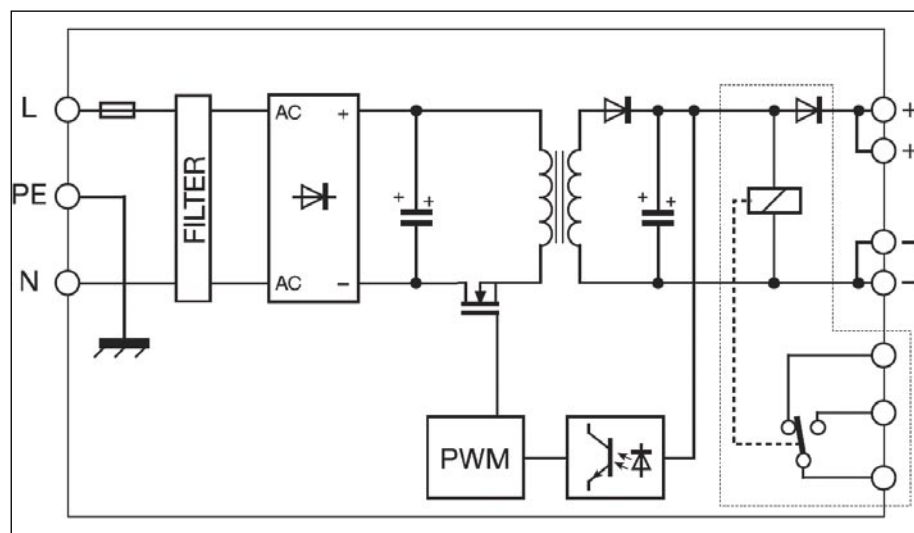 L
PE
N
FILTER
AC +
AC −
+ +
+ +
PWM
+
+
−
−